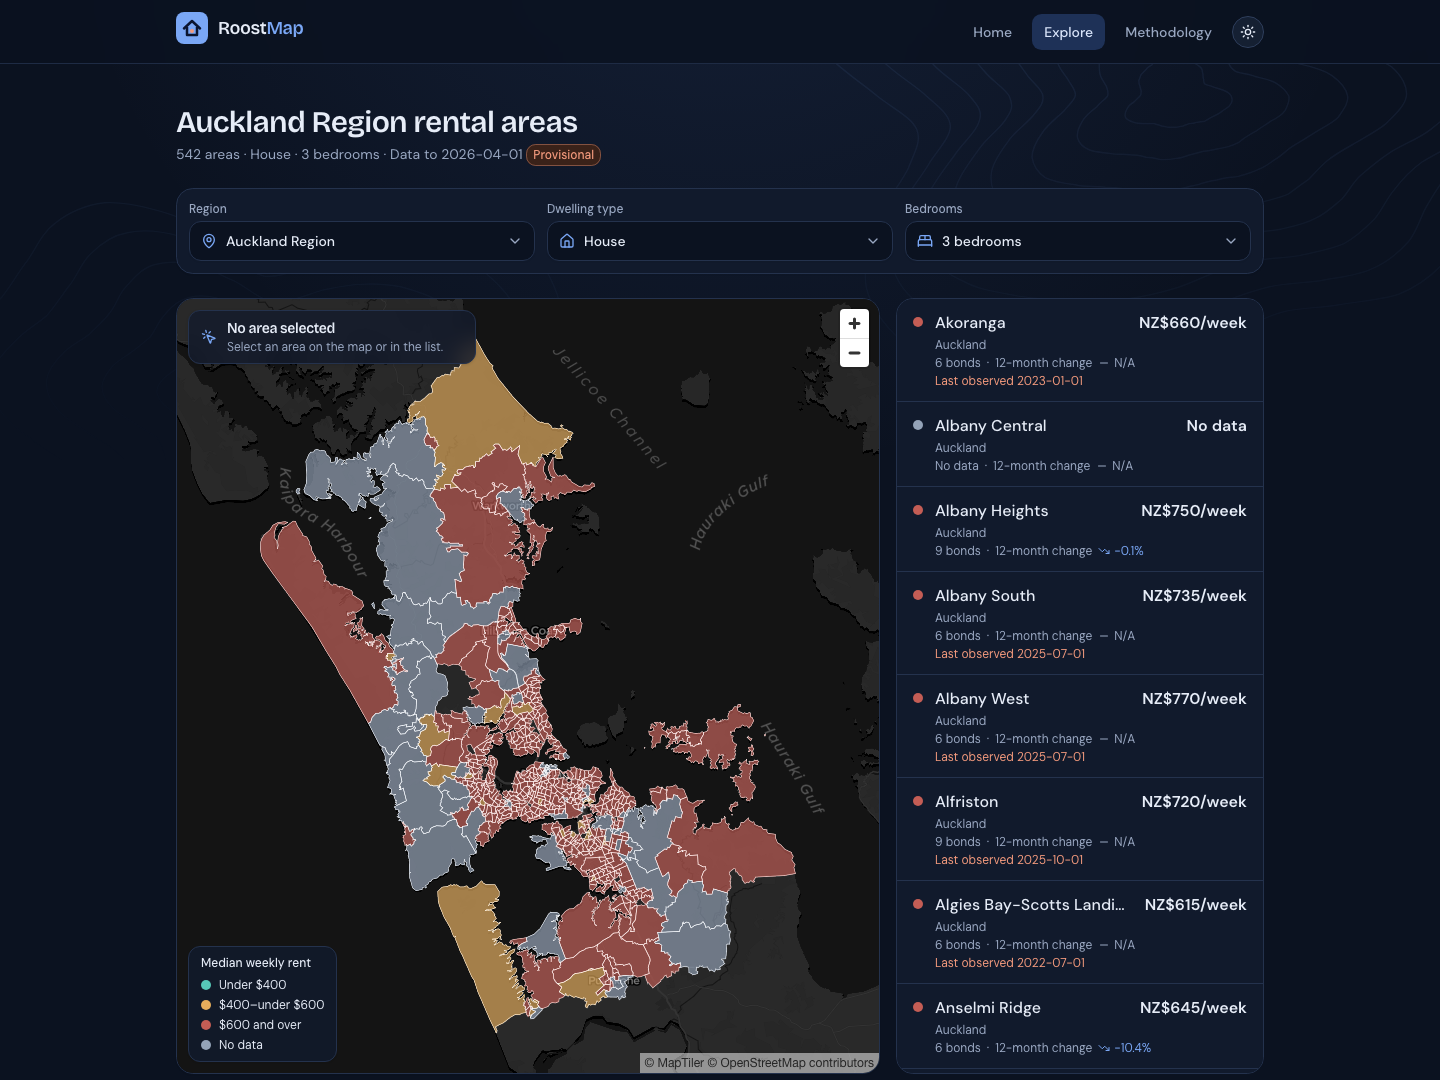 RoostMap
Home
Explore
Methodology
Auckland Region rental areas
542 areas · House · 3 bedrooms · Data to 2026-04-01 Provisional
Region
Auckland Region
Dwelling type
House
Bedrooms
3 bedrooms
No area selected
Select an area on the map or in the list.
Jellicoe Channel
Kaipara Harbour
Hauraki Gulf
Hauraki Gulf
Median weekly rent
Under $400
$400–under $600
$600 and over
No data
© MapTiler © OpenStreetMap contributors
Akoranga NZ$660/week
Auckland
6 bonds · 12-month change — N/A
Last observed 2023-01-01
Albany Central No data
Auckland
No data · 12-month change — N/A
Albany Heights NZ$750/week
Auckland
9 bonds · 12-month change -0.1%
Albany South NZ$735/week
Auckland
6 bonds · 12-month change — N/A
Last observed 2025-07-01
Albany West NZ$770/week
Auckland
6 bonds · 12-month change — N/A
Last observed 2025-07-01
Alfriston NZ$720/week
Auckland
9 bonds · 12-month change — N/A
Last observed 2025-10-01
Algies Bay-Scotts Landi... NZ$615/week
Auckland
6 bonds · 12-month change — N/A
Last observed 2022-07-01
Anselmi Ridge NZ$645/week
Auckland
6 bonds · 12-month change -10.4%